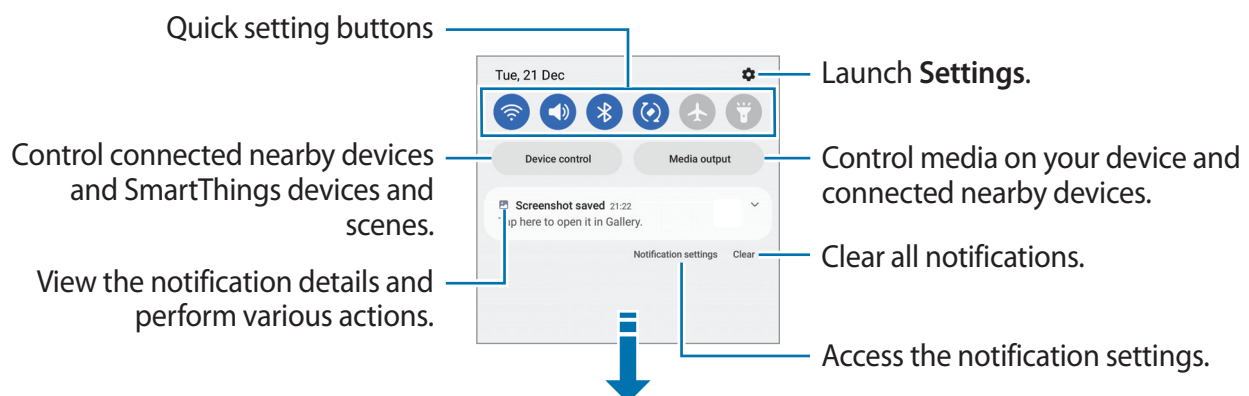 Quick setting buttons
Tue, 21 Dec
Launch Settings.
Control connected nearby devices
and SmartThings devices and
scenes.
Device control
Media output
Control media on your device and
connected nearby devices.
Screenshot saved 21:22
here to open it in Gallery.
Notification settings
Clear
Clear all notifications.
View the notification details and
perform various actions.
Access the notification settings.